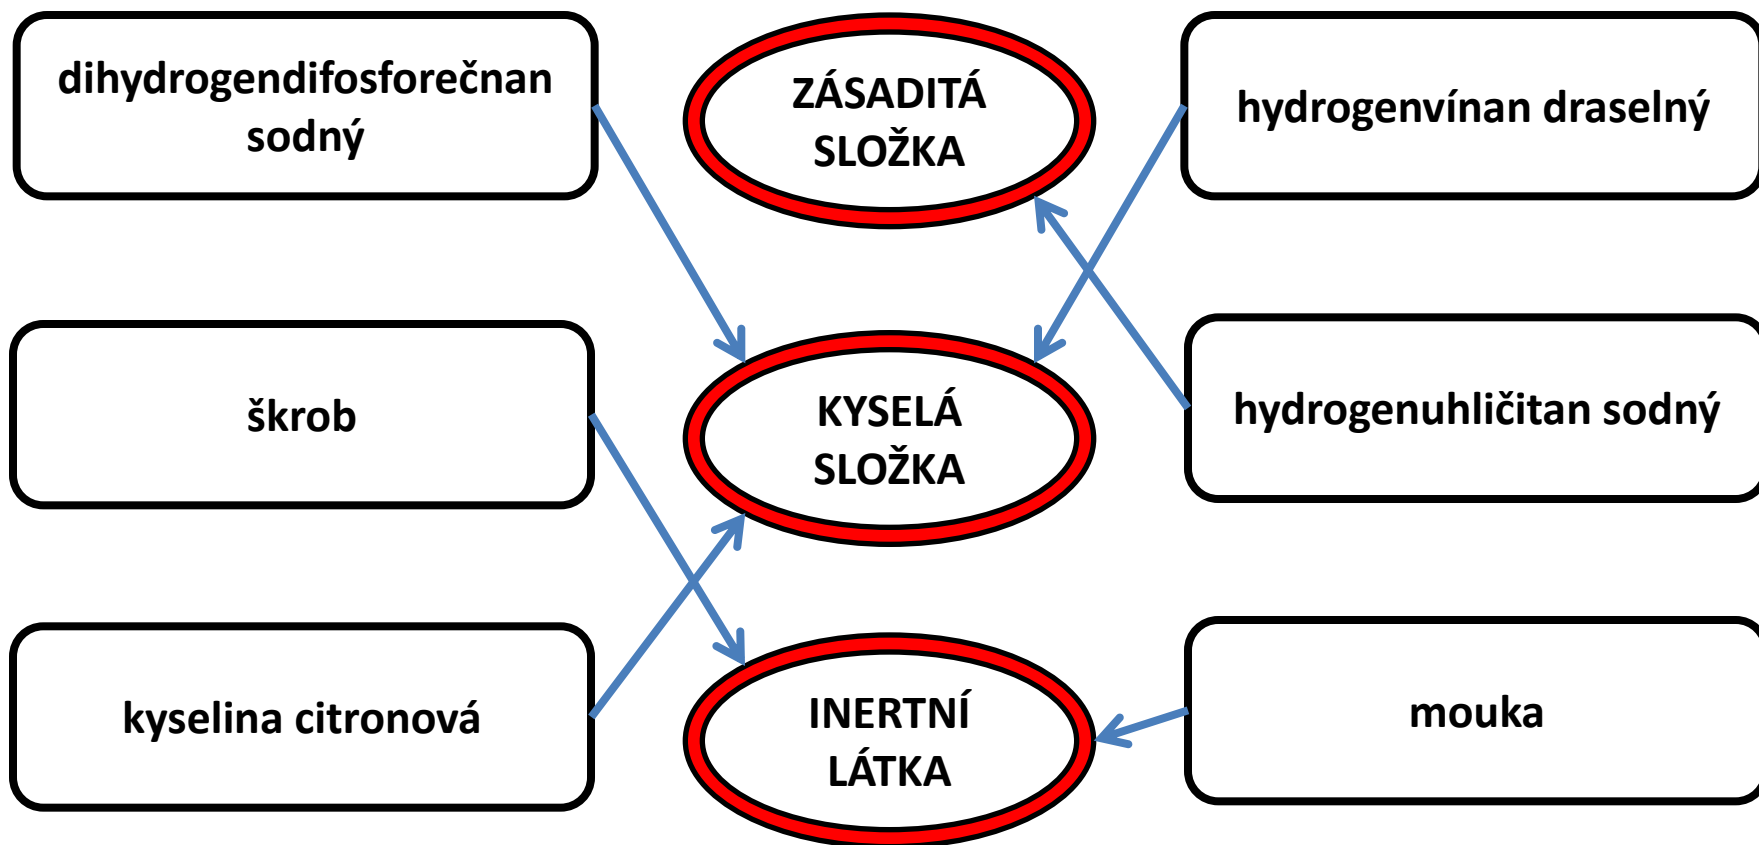 dihydrogendifosforečnan
sodný
ZÁSADITÁ
SLOŽKA
hydrogenvínan draselný
škrob
KYSELÁ
SLOŽKA
hydrogenuhličitan sodný
kyselina citronová
INERTNÍ
LÁTKA
mouka